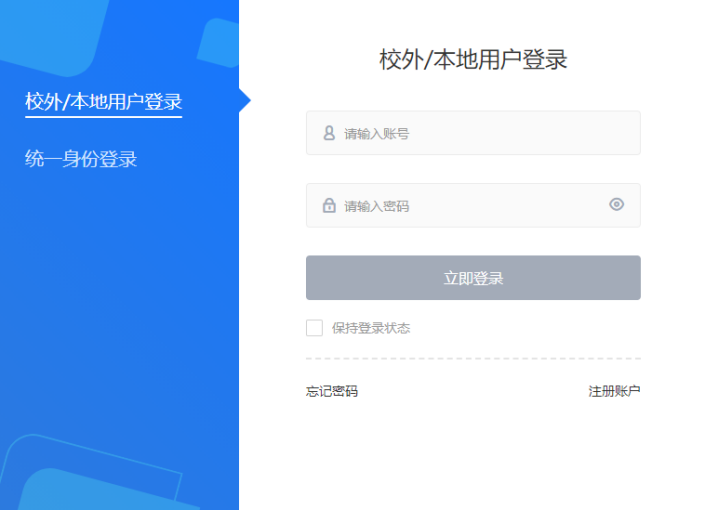 校外/本地用户登录
统一身份登录
校外/本地用户登录
请输入账号
请输入密码
立即登录
保持登录状态
忘记密码
注册账户